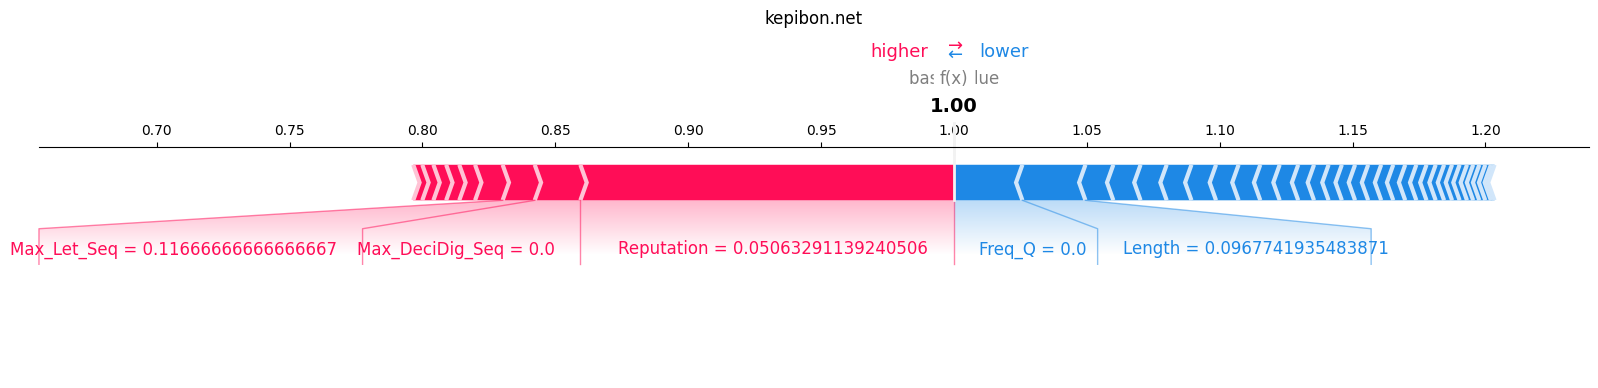 kepibon.net
higher ⇄ lower
bas f(x) lue
1.00
0.70 0.75 0.80 0.85 0.90 0.95 1.00 1.05 1.10 1.15 1.20
Max_Let_Seq = 0.11666666666666667 Max_DeciDig_Seq = 0.0 Reputation = 0.05063291139240506 Freq_Q = 0.0 Length = 0.0967741935483871